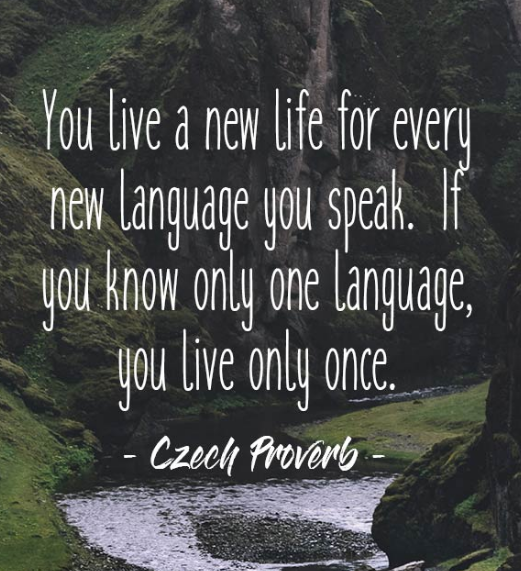 You live a new life for every
new language you speak. If
you know only one language,
you live only once.
- Czech Proverb -